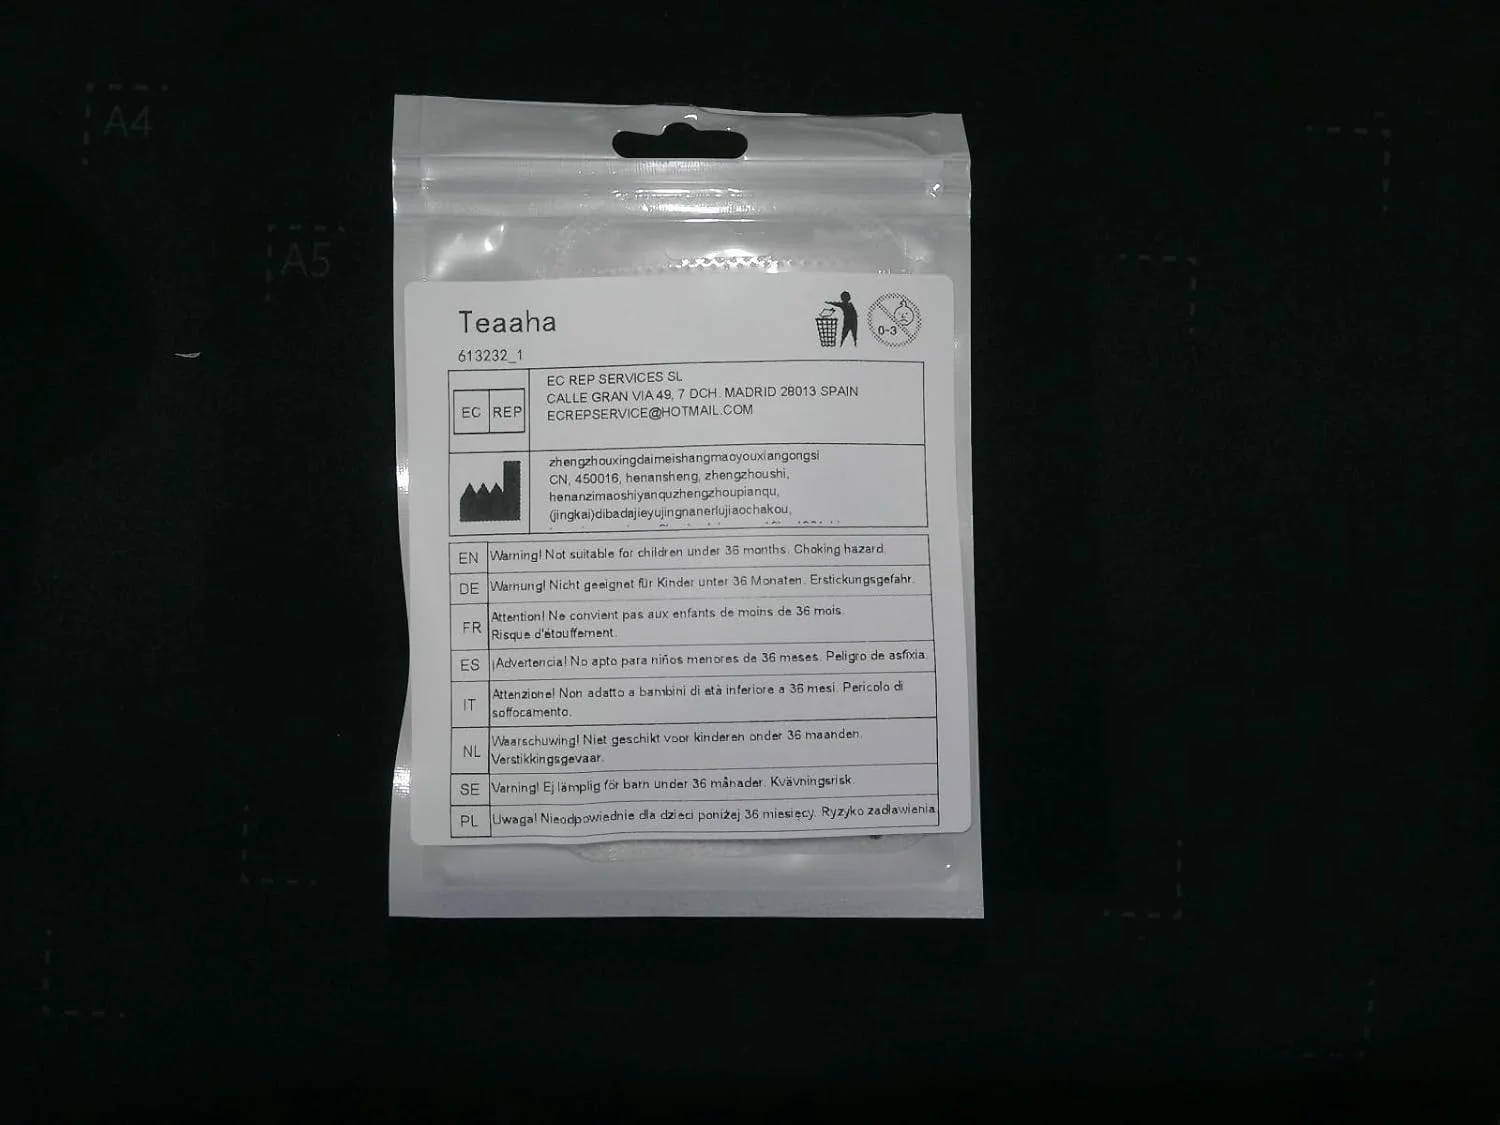 A4
A5
Teaaha
0-3
613232_1
EC REP
EC REP SERVICES SL
CALLE GRAN VIA 49, 7 DCH. MADRID 28013 SPAIN
ECREPSERVICE@HOTMAIL.COM
zhengzhouxingdaimeishangmaoyouxiangongsi
CN, 450016, henansheng, zhengzhoushi,
henanzimaoshiyanquzhengzhoupianqu,
(jingkai)dibadajieyujingnanerlujiaochakou,
EN Warning! Not suitable for children under 36 months. Choking hazard.
DE Warnung! Nicht geeignet für Kinder unter 36 Monaten. Erstickungsgefahr.
FR Attention! Ne convient pas aux enfants de moins de 36 mois.
Risque d'étouffement.
ES ¡Advertencia! No apto para niños menores de 36 meses. Peligro de asfixia.
IT Attenzione! Non adatto a bambini di età inferiore a 36 mesi. Pericolo di
soffocamento.
NL Waarschuwing! Niet geschikt voor kinderen onder 36 maanden.
Verstikkingsgevaar.
SE Varning! Ej lämplig för barn under 36 månader. Kvävningsrisk.
PL Uwaga! Nieodpowiednie dla dzieci poniżej 36 miesięcy. Ryzyko zadławienia